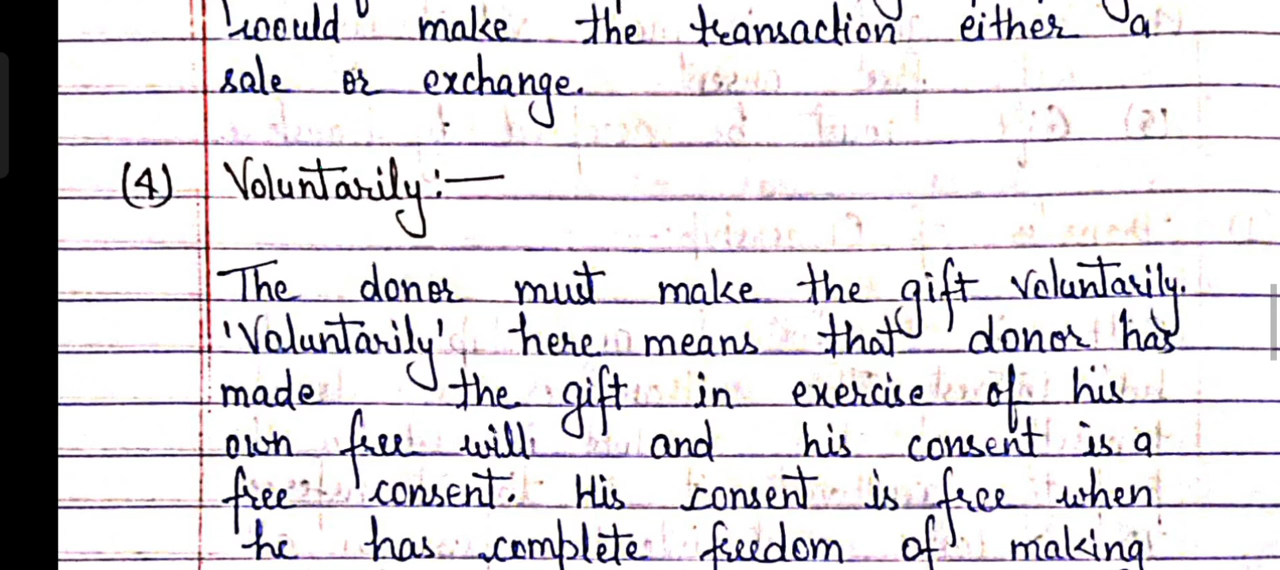 would make the transaction either a
sale or exchange.
(4) Voluntarily :—
The donor must make the gift voluntarily.
'Voluntarily' here means that donor has
made the gift in exercise of his
own free will and his consent is a
free consent. His consent is free when
he has complete freedom of making